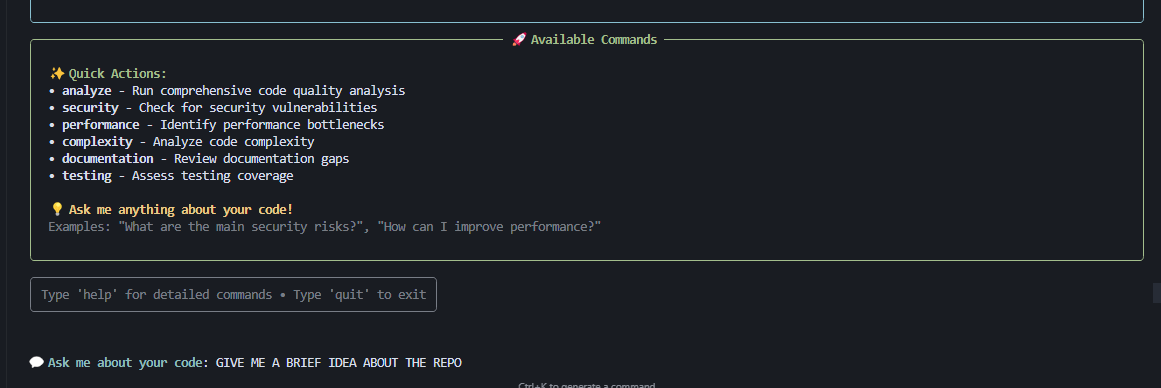 🚀 Available Commands
✨ Quick Actions:
• analyze - Run comprehensive code quality analysis
• security - Check for security vulnerabilities
• performance - Identify performance bottlenecks
• complexity - Analyze code complexity
• documentation - Review documentation gaps
• testing - Assess testing coverage
💡 Ask me anything about your code!
Examples: "What are the main security risks?", "How can I improve performance?"
Type 'help' for detailed commands • Type 'quit' to exit
💬 Ask me about your code: GIVE ME A BRIEF IDEA ABOUT THE REPO
Ctrl+K to generate a command